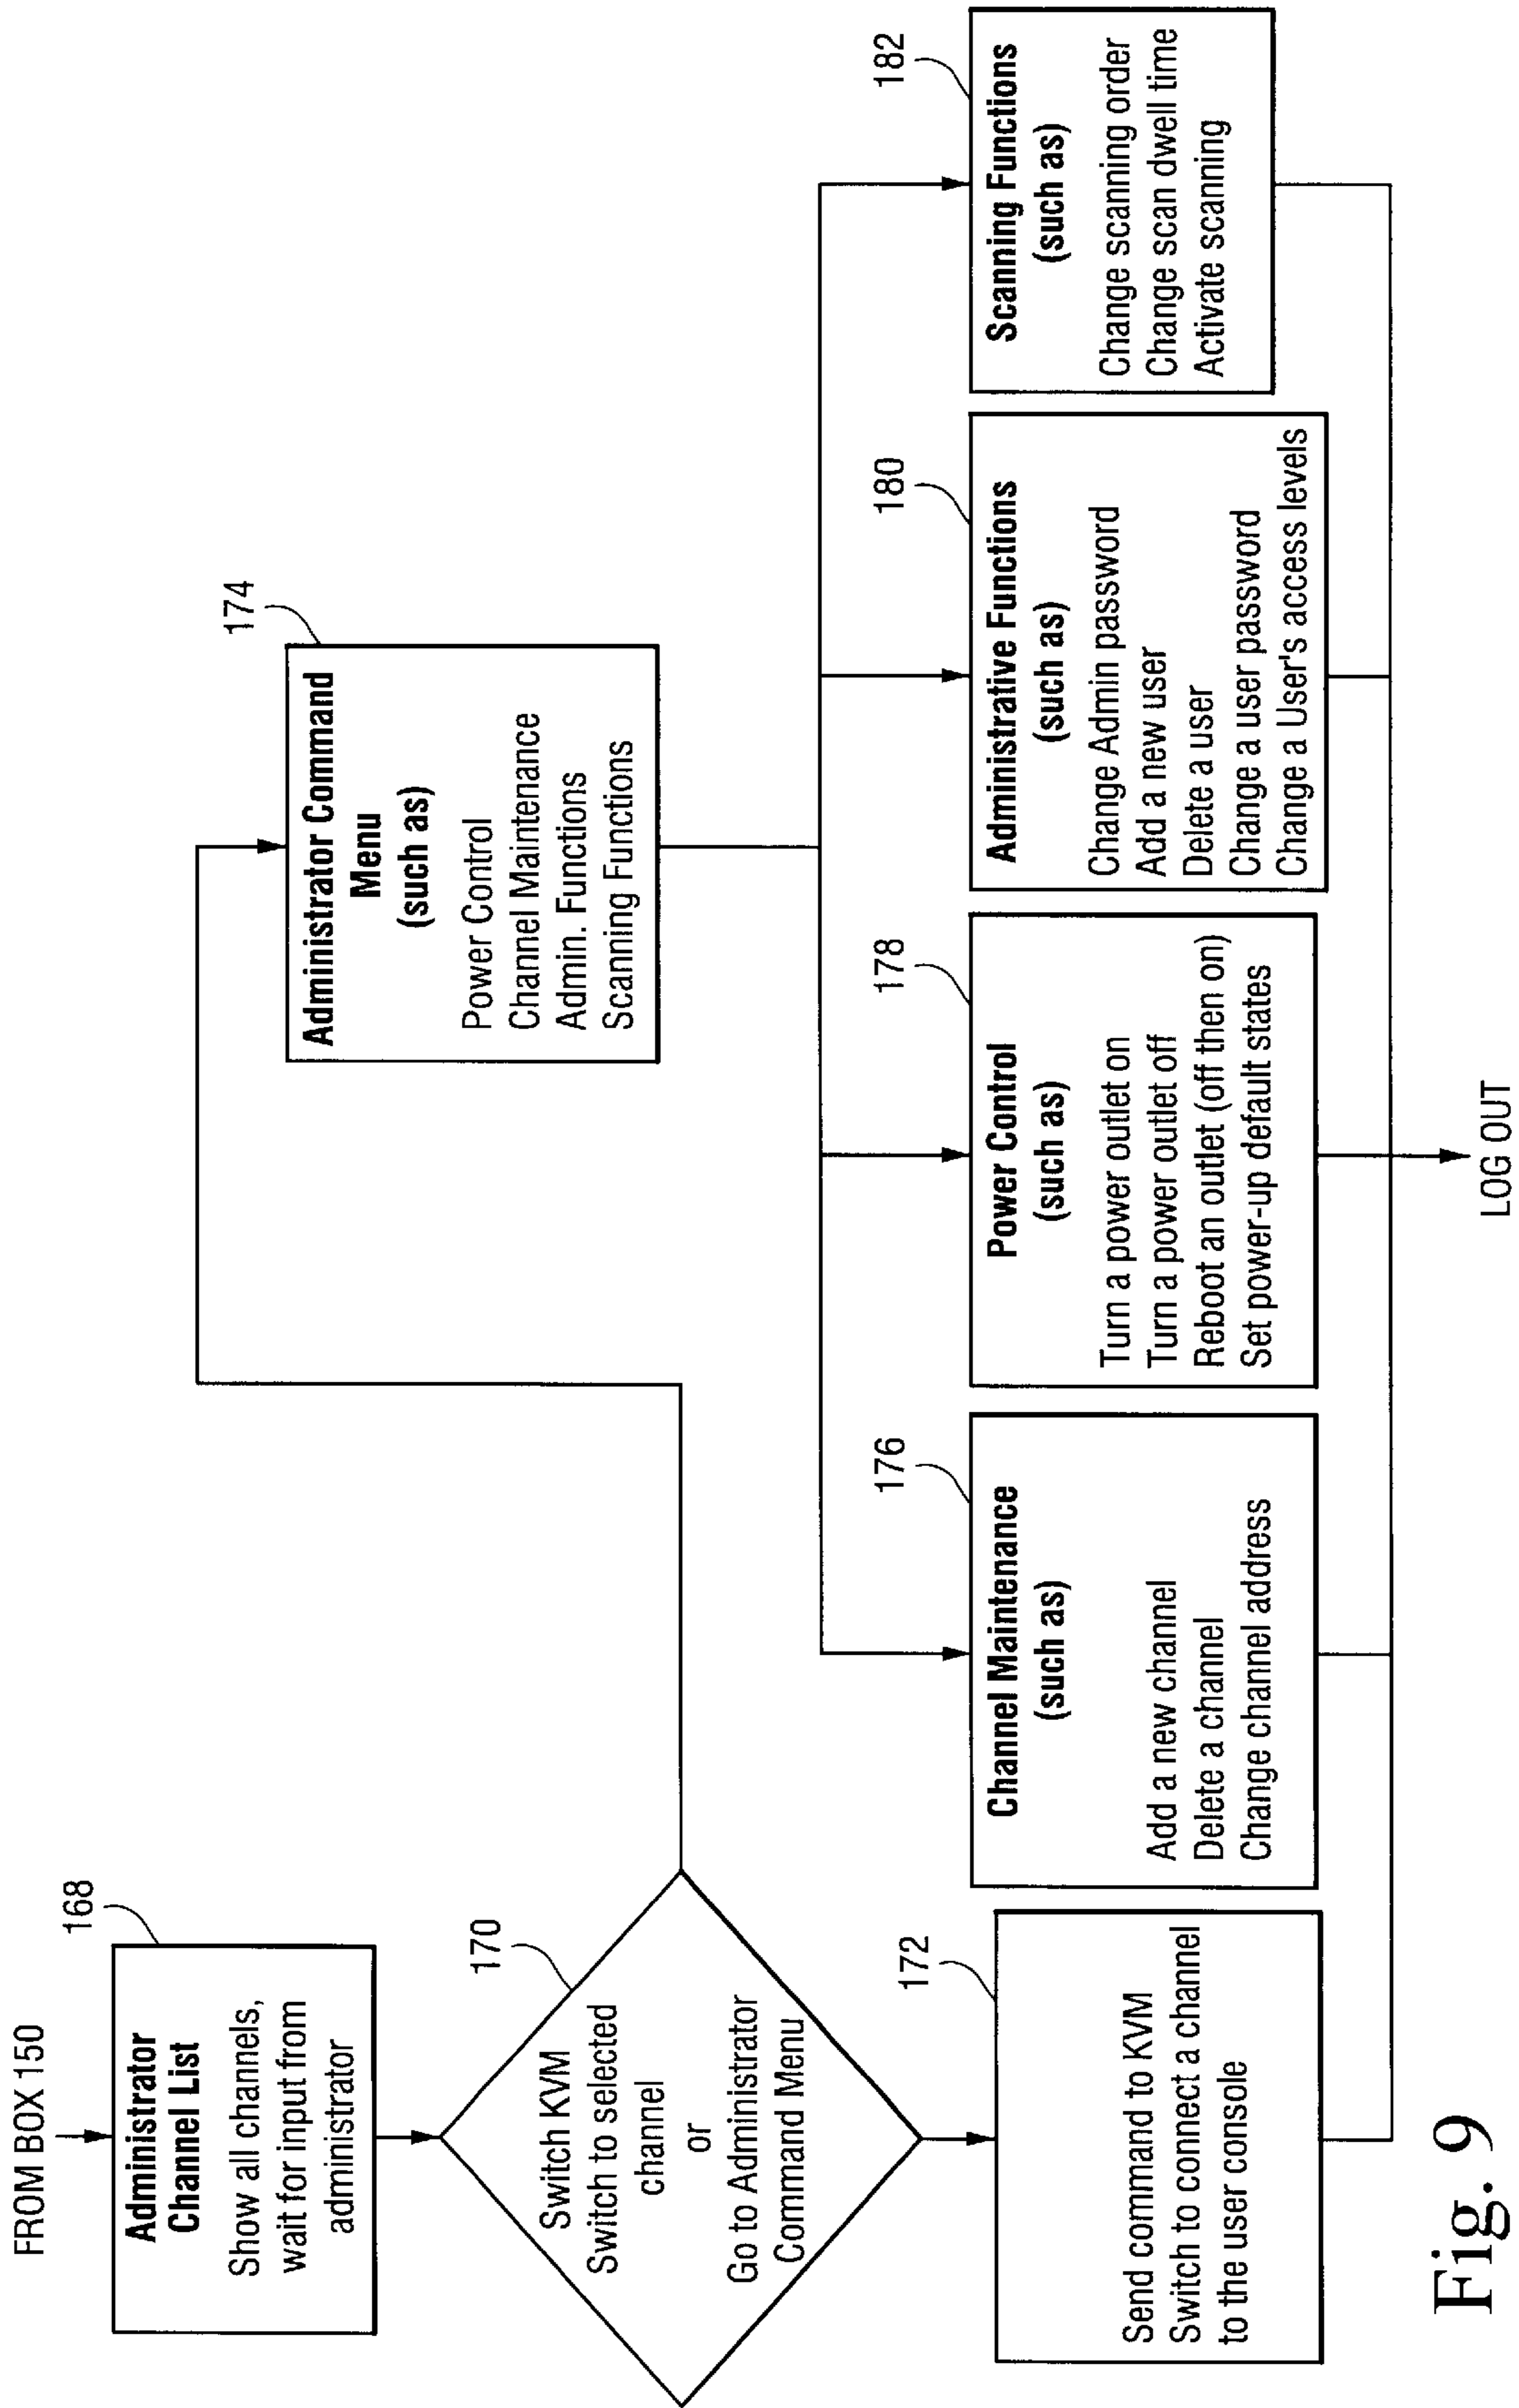 FROM BOX 150
168
Administrator
Channel List
Show all channels,
wait for input from
administrator
170
Switch KVM
Switch to selected
channel
or
Go to Administrator
Command Menu
172
Send command to KVM
Switch to connect a channel
to the user console
174
Administrator Command
Menu
(such as)
Power Control
Channel Maintenance
Admin. Functions
Scanning Functions
176
Channel Maintenance
(such as)
Add a new channel
Delete a channel
Change channel address
178
Power Control
(such as)
Turn a power outlet on
Turn a power outlet off
Reboot an outlet (off then on)
Set power-up default states
180
Administrative Functions
(such as)
Change Admin password
Add a new user
Delete a user
Change a user password
Change a User's access levels
182
Scanning Functions
(such as)
Change scanning order
Change scan dwell time
Activate scanning
LOG OUT
Fig. 9